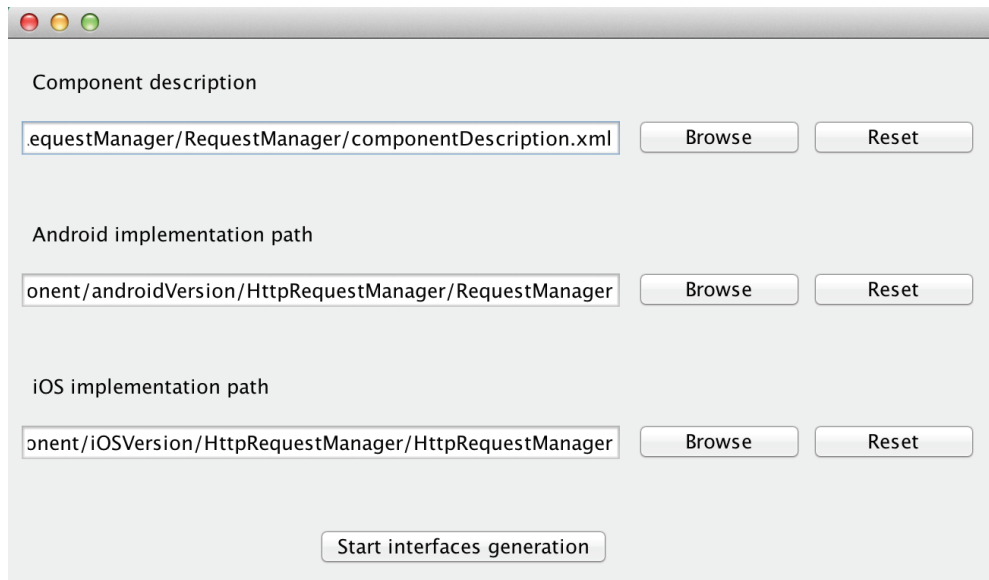 Component description
equestManager/RequestManager/componentDescription.xml Browse Reset
Android implementation path
onent/androidVersion/HttpRequestManager/RequestManager Browse Reset
iOS implementation path
onent/iOSVersion/HttpRequestManager/HttpRequestManager Browse Reset
Start interfaces generation